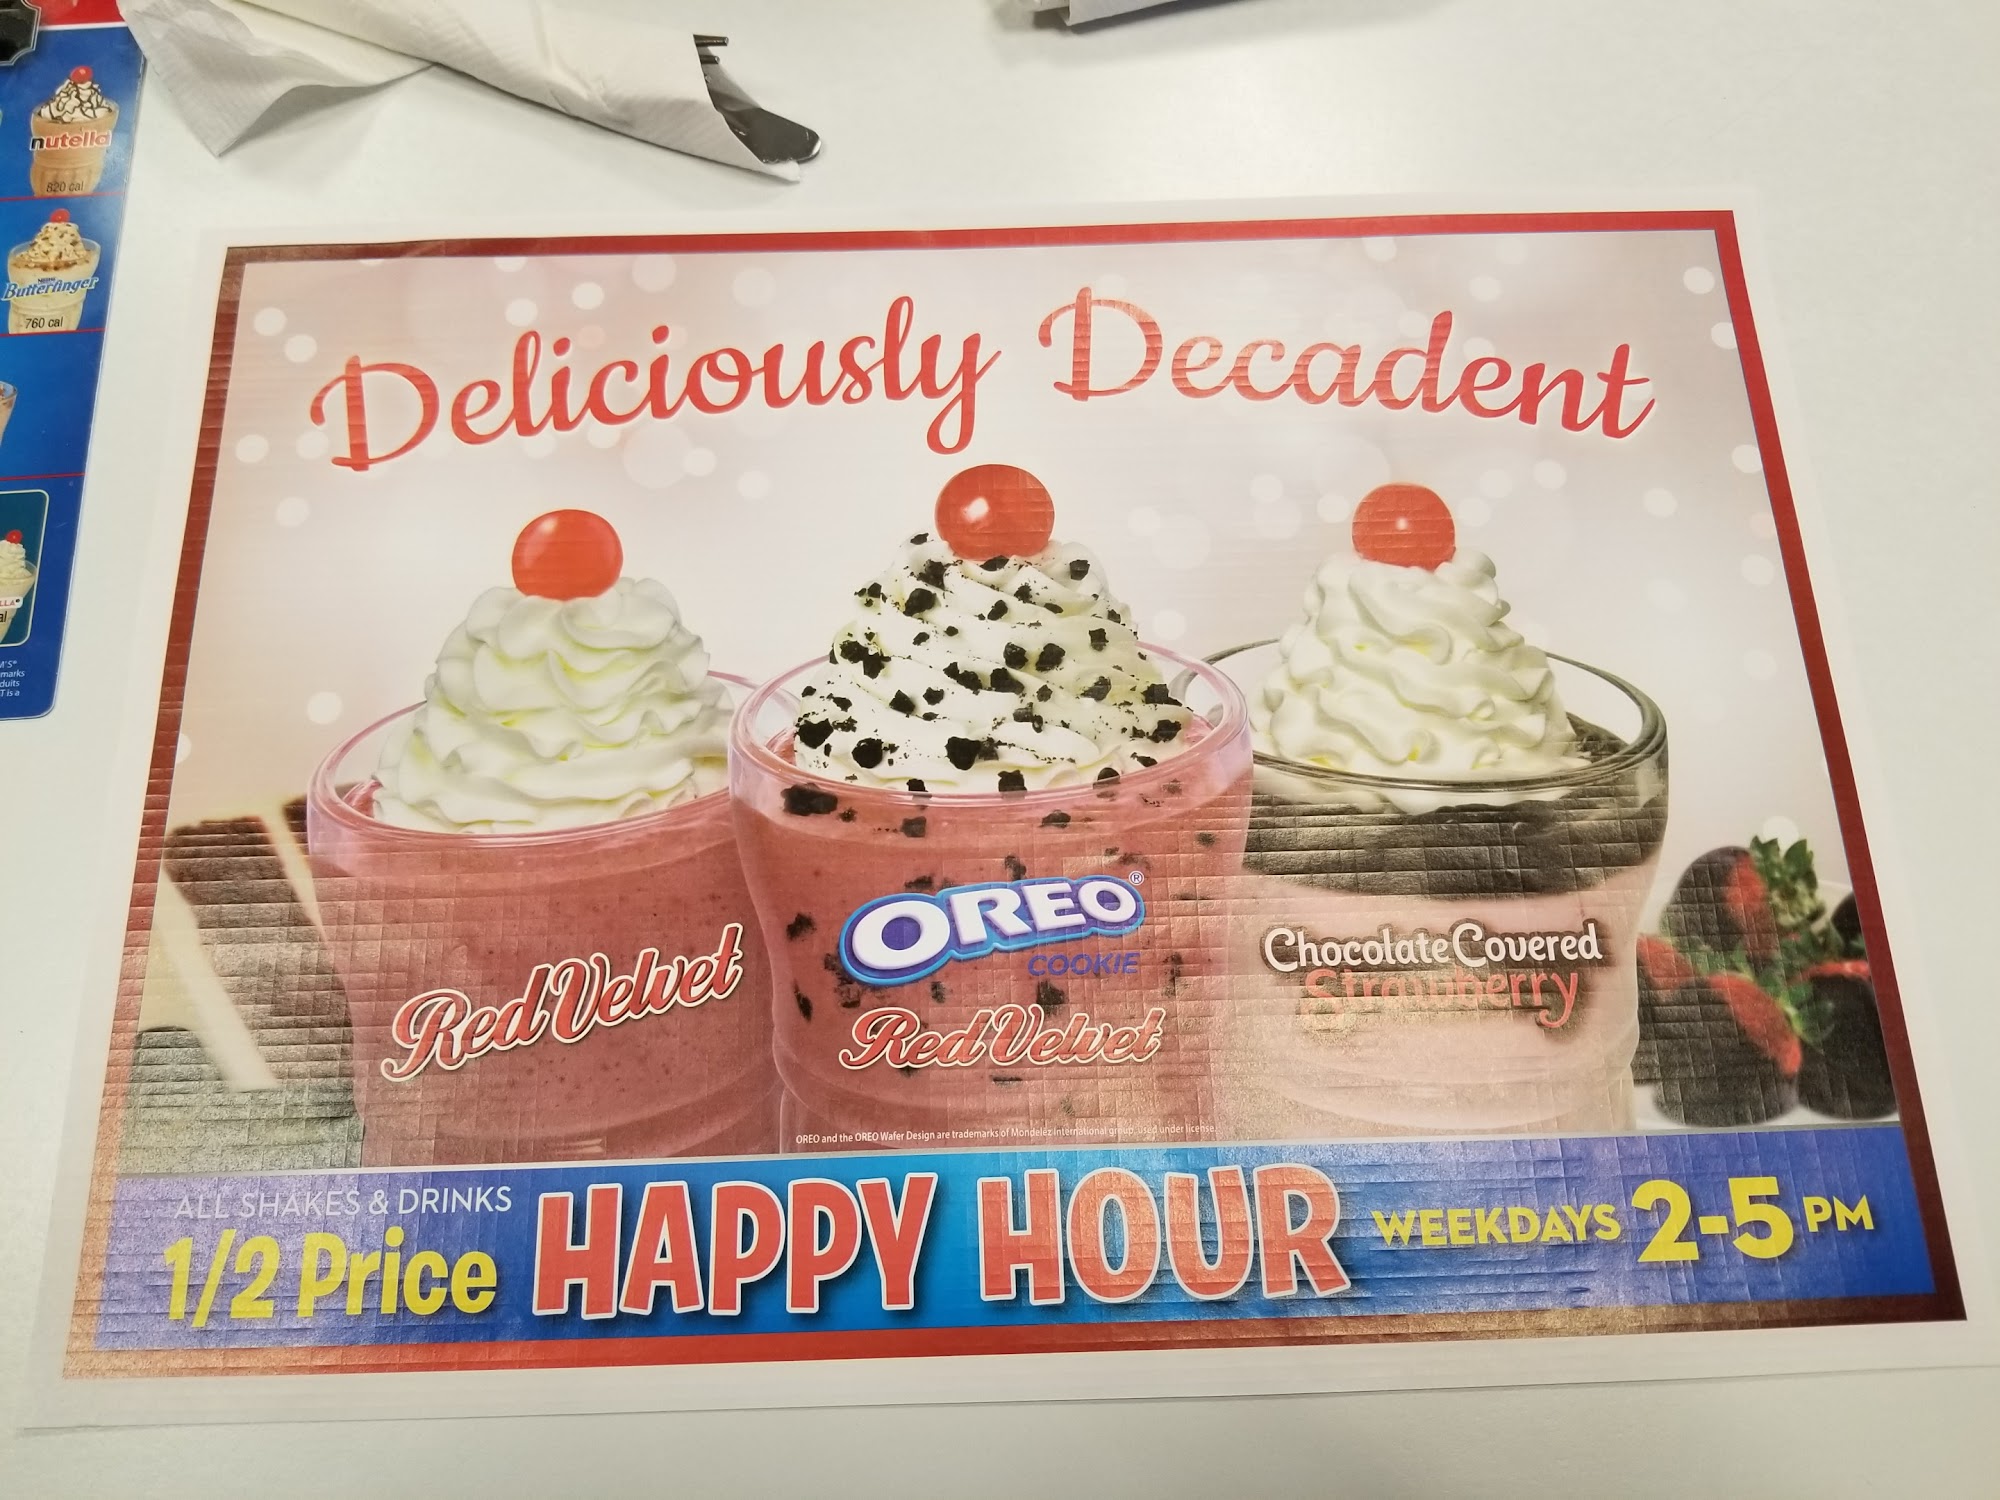 nutella
820 cal
Butterfinger
760 cal
Deliciously Decadent
Red Velvet
OREO®
COOKIE
Red Velvet
Chocolate Covered
Strawberry
OREO and the OREO Wafer Design are trademarks of Mondelēz International group, used under license.
ALL SHAKES & DRINKS
1/2 Price
HAPPY HOUR
WEEKDAYS 2-5 PM